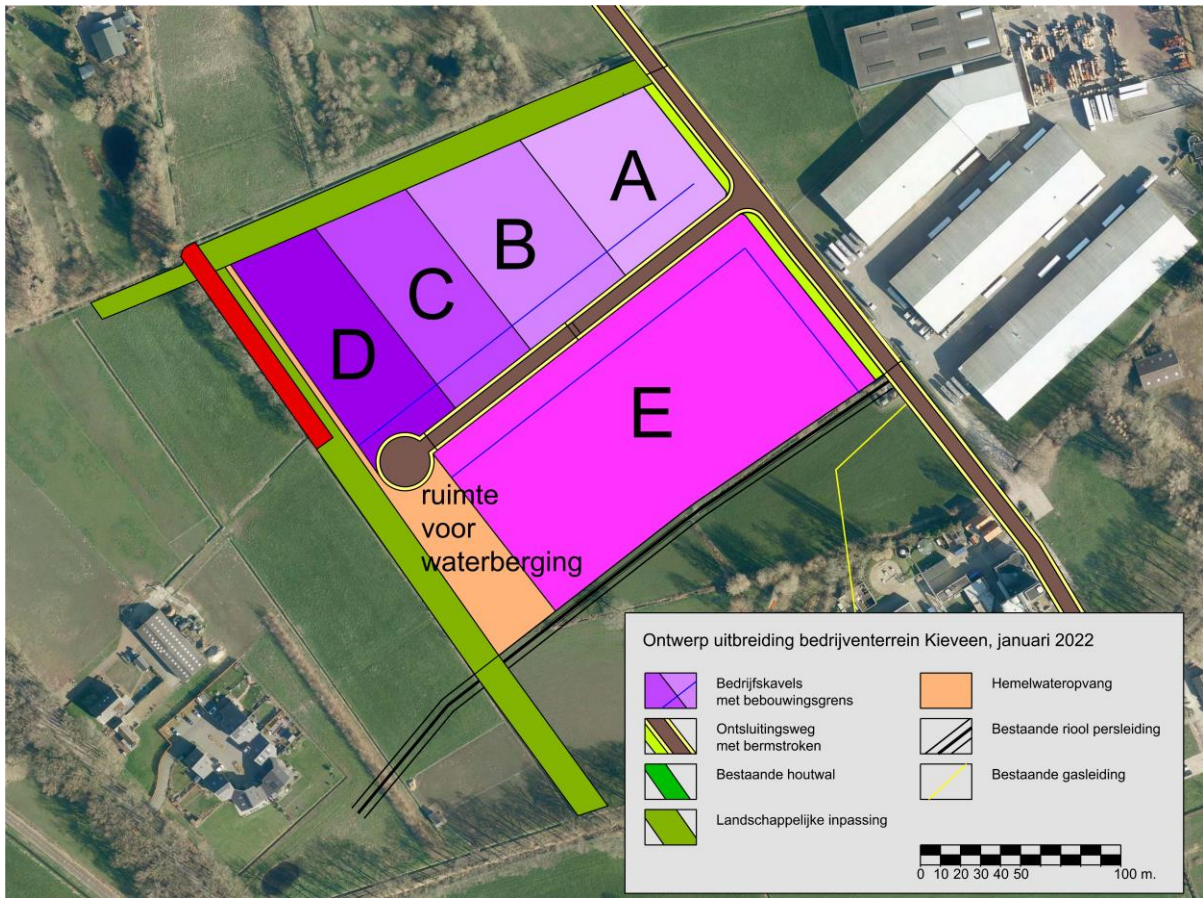 A
B
C
D
E
ruimte
voor
waterberging
Ontwerp uitbreiding bedrijventerrein Kieveen, januari 2022
Bedrijfskavels
met bebouwingsgrens
Ontsluitingsweg
met bermstroken
Bestaande houtwal
Landschappelijke inpassing
Hemelwateropvang
Bestaande riool persleiding
Bestaande gasleiding
0 10 20 30 40 50 100 m.